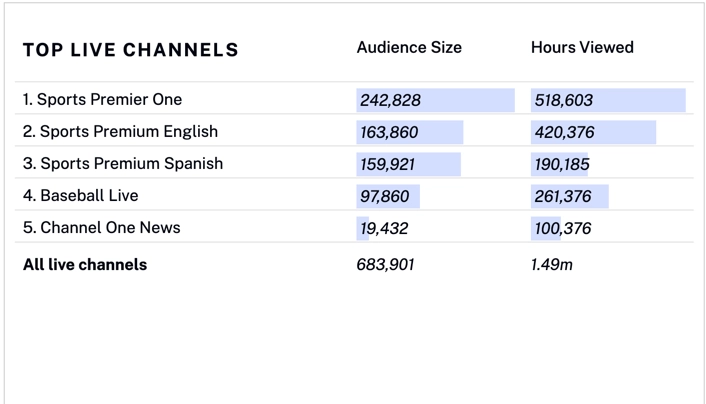 TOP LIVE CHANNELS Audience Size Hours Viewed
1. Sports Premier One 242,828 518,603
2. Sports Premium English 163,860 420,376
3. Sports Premium Spanish 159,921 190,185
4. Baseball Live 97,860 261,376
5. Channel One News 19,432 100,376
All live channels 683,901 1.49m